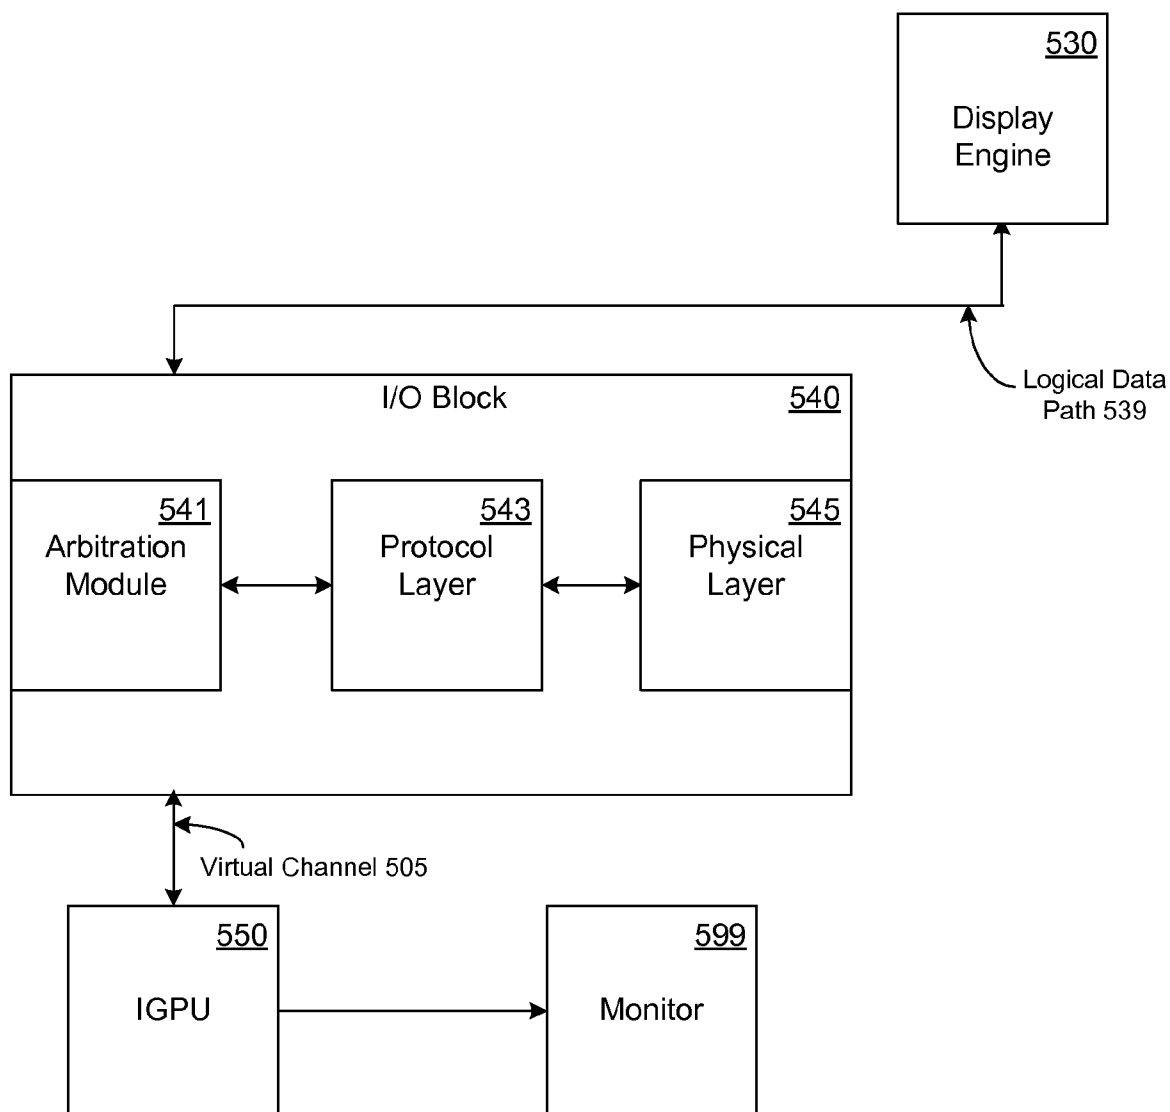 530
Display
Engine
Logical Data
Path 539
I/O Block
540
541
Arbitration
Module
543
Protocol
Layer
545
Physical
Layer
Virtual Channel 505
550
IGPU
599
Monitor